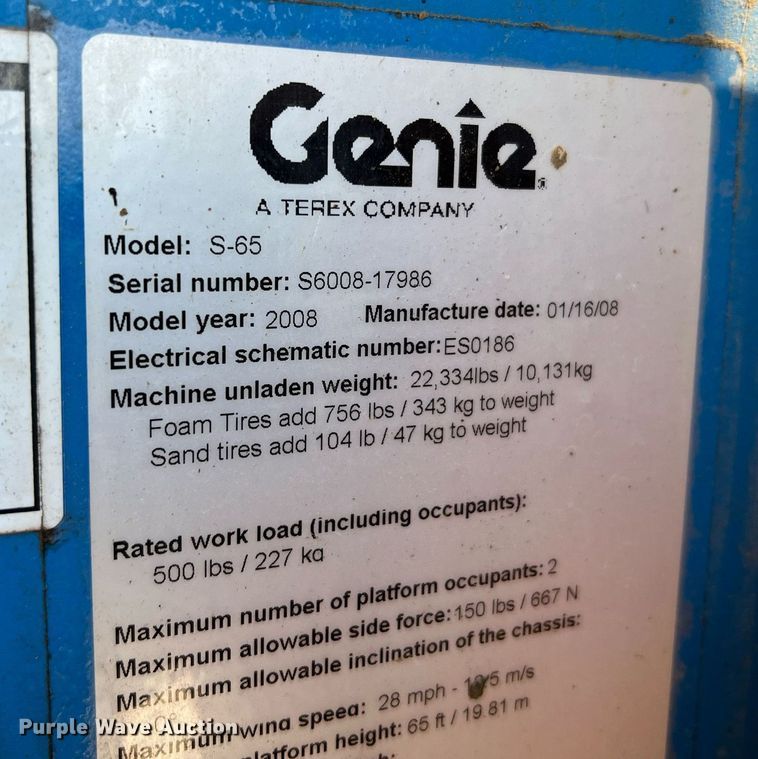 Genie
A TEREX COMPANY
Model: S-65
Serial number: S6008-17986
Model year: 2008 Manufacture date: 01/16/08
Electrical schematic number:ES0186
Machine unladen weight: 22,334lbs / 10,131kg
Foam Tires add 756 lbs / 343 kg to weight
Sand tires add 104 lb / 47 kg to weight
Rated work load (including occupants):
500 lbs / 227 kg
Maximum number of platform occupants: 2
Maximum allowable side force: 150 lbs / 667 N
Maximum allowable inclination of the chassis:
Maximum wind speed: 28 mph - m/s
platform height: 65 ft / 19.81 m
Purple Wave Auction